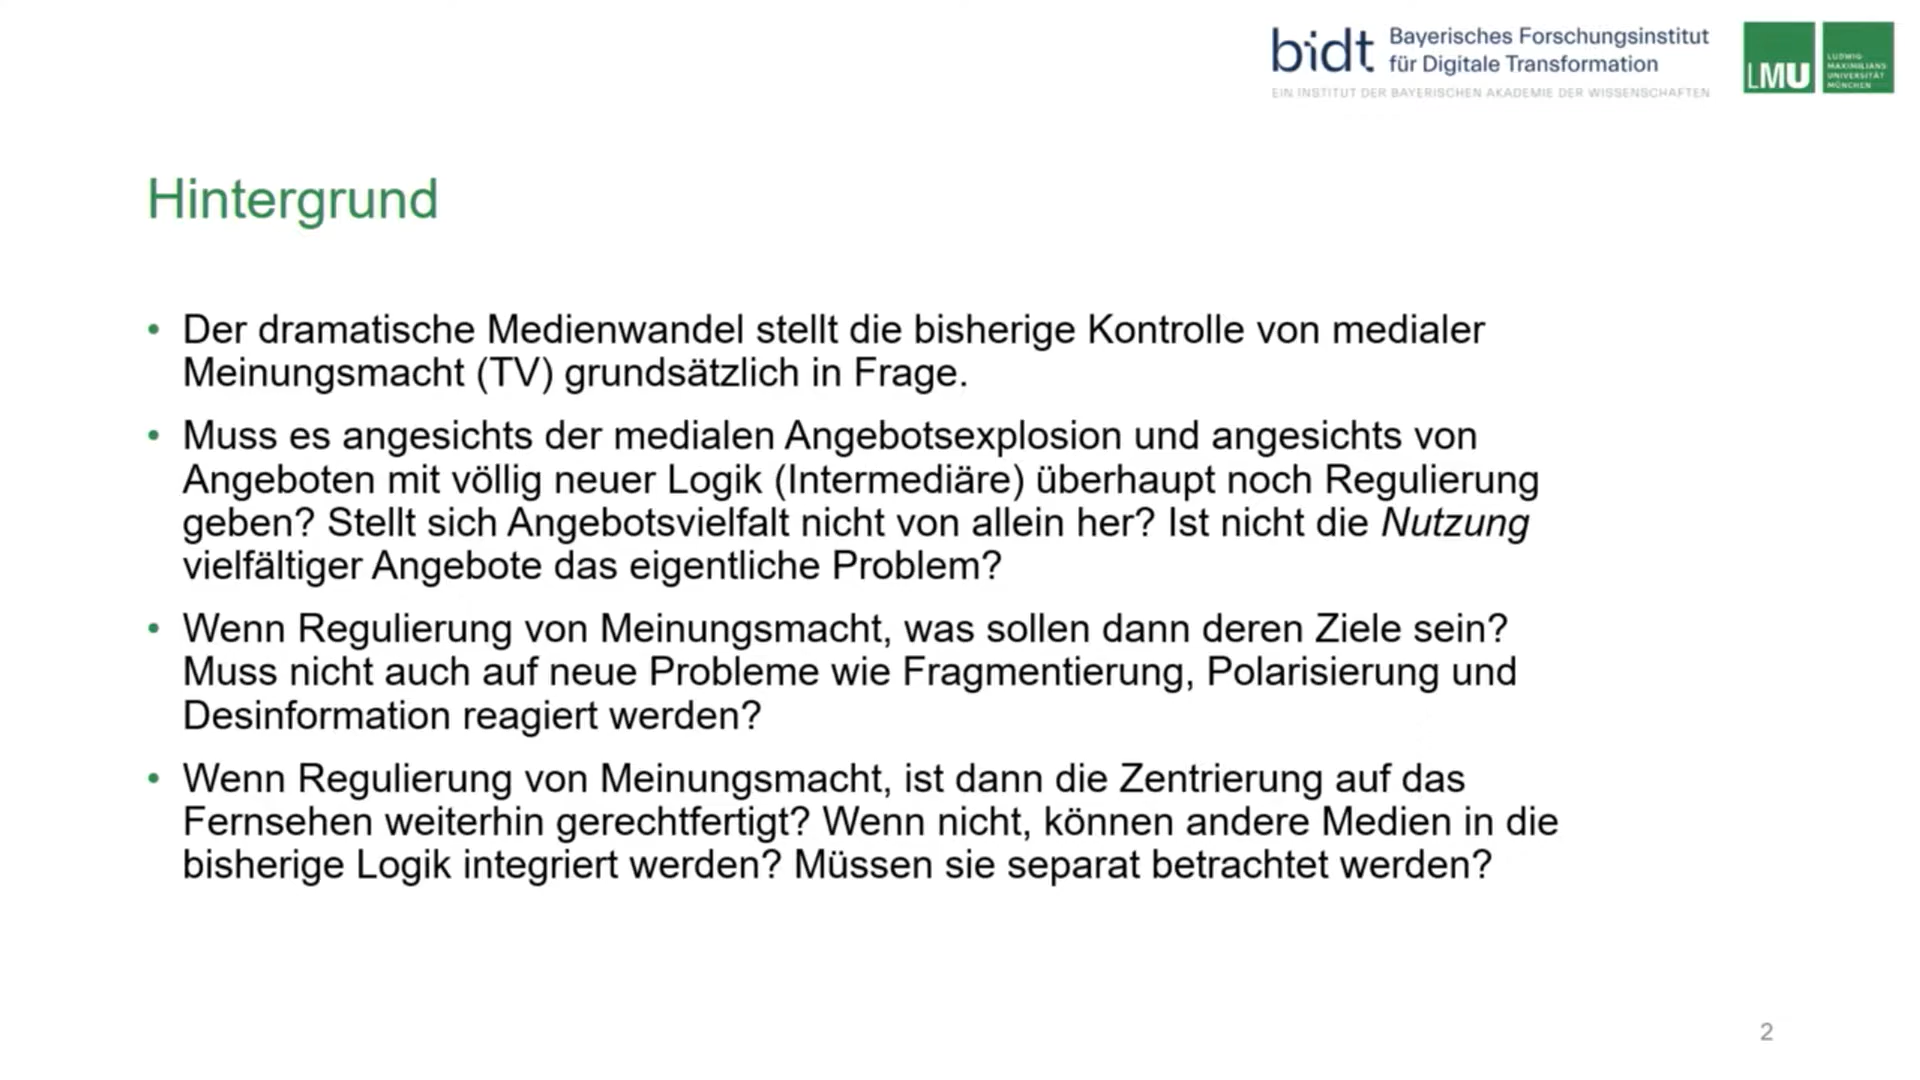 bidt Bayerisches Forschungsinstitut
für Digitale Transformation
EIN INSTITUT DER BAYERISCHEN AKADEMIE DER WISSENSCHAFTEN
LMU
LUDWIG-
MAXIMILIANS
UNIVERSITÄT
MÜNCHEN
Hintergrund
• Der dramatische Medienwandel stellt die bisherige Kontrolle von medialer
Meinungsmacht (TV) grundsätzlich in Frage.
• Muss es angesichts der medialen Angebotsexplosion und angesichts von
Angeboten mit völlig neuer Logik (Intermediäre) überhaupt noch Regulierung
geben? Stellt sich Angebotsvielfalt nicht von allein her? Ist nicht die Nutzung
vielfältiger Angebote das eigentliche Problem?
• Wenn Regulierung von Meinungsmacht, was sollen dann deren Ziele sein?
Muss nicht auch auf neue Probleme wie Fragmentierung, Polarisierung und
Desinformation reagiert werden?
• Wenn Regulierung von Meinungsmacht, ist dann die Zentrierung auf das
Fernsehen weiterhin gerechtfertigt? Wenn nicht, können andere Medien in die
bisherige Logik integriert werden? Müssen sie separat betrachtet werden?
2